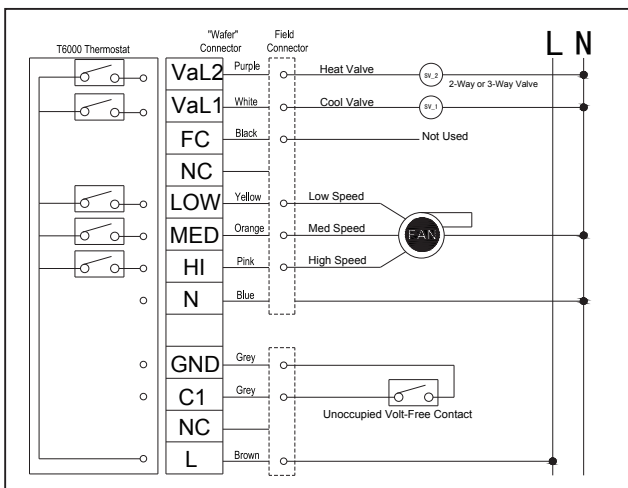 "Wafer" Connector
Field Connector
L N
T6000 Thermostat
VaL2 Purple Heat Valve SV_2
2-Way or 3-Way Valve
VaL1 White Cool Valve SV_1
FC Black Not Used
NC
LOW Yellow Low Speed
MED Orange Med Speed FAN
HI Pink High Speed
N Blue
GND Grey
C1 Grey
Unoccupied Volt-Free Contact
NC
L Brown